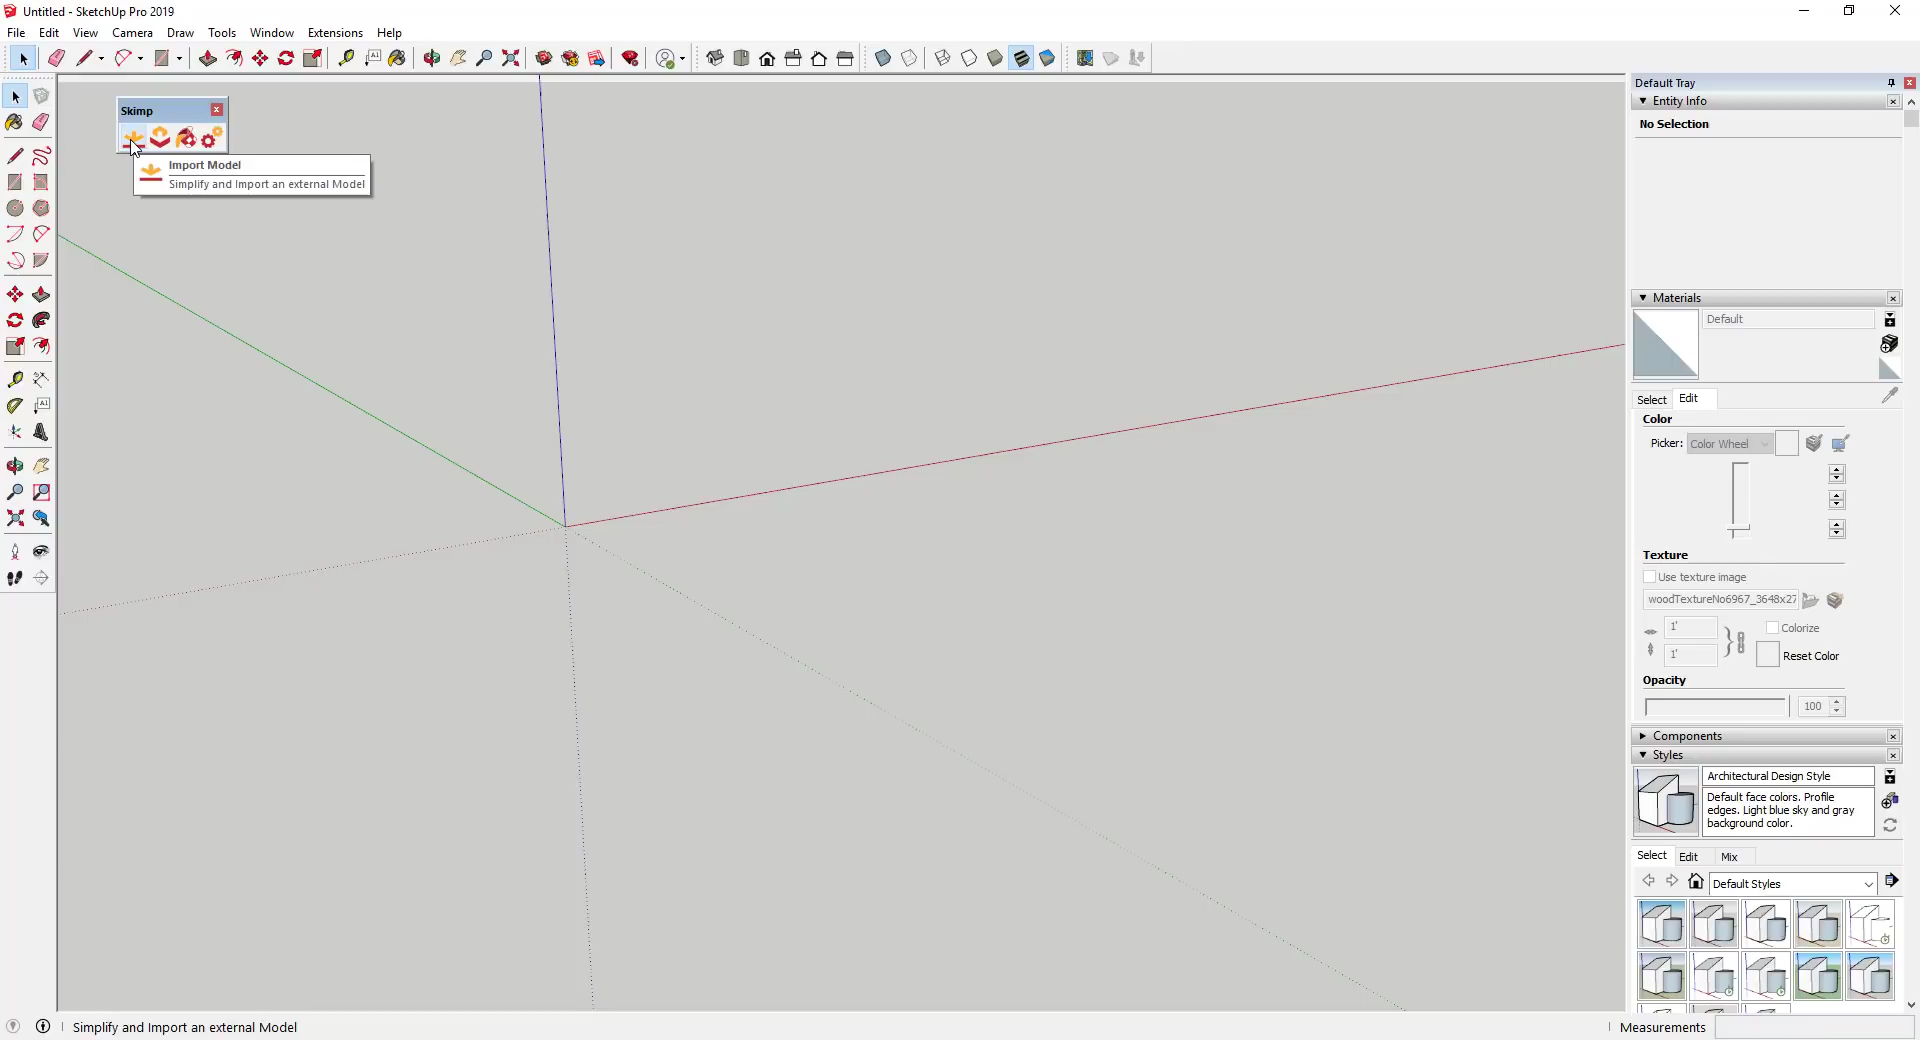 Untitled - SketchUp Pro 2019
File Edit View Camera Draw Tools Window Extensions Help
Skimp
Import Model
Simplify and Import an external Model
Default Tray
Entity Info
No Selection
Materials
Default
Select Edit
Color
Picker: Color Wheel
Texture
Use texture image
woodTextureNo6967_3648x27
1' Colorize
1' Reset Color
Opacity
100
Components
Styles
Architectural Design Style
Default face colors. Profile
edges. Light blue sky and gray
background color.
Select Edit Mix
Default Styles
Simplify and Import an external Model
Measurements